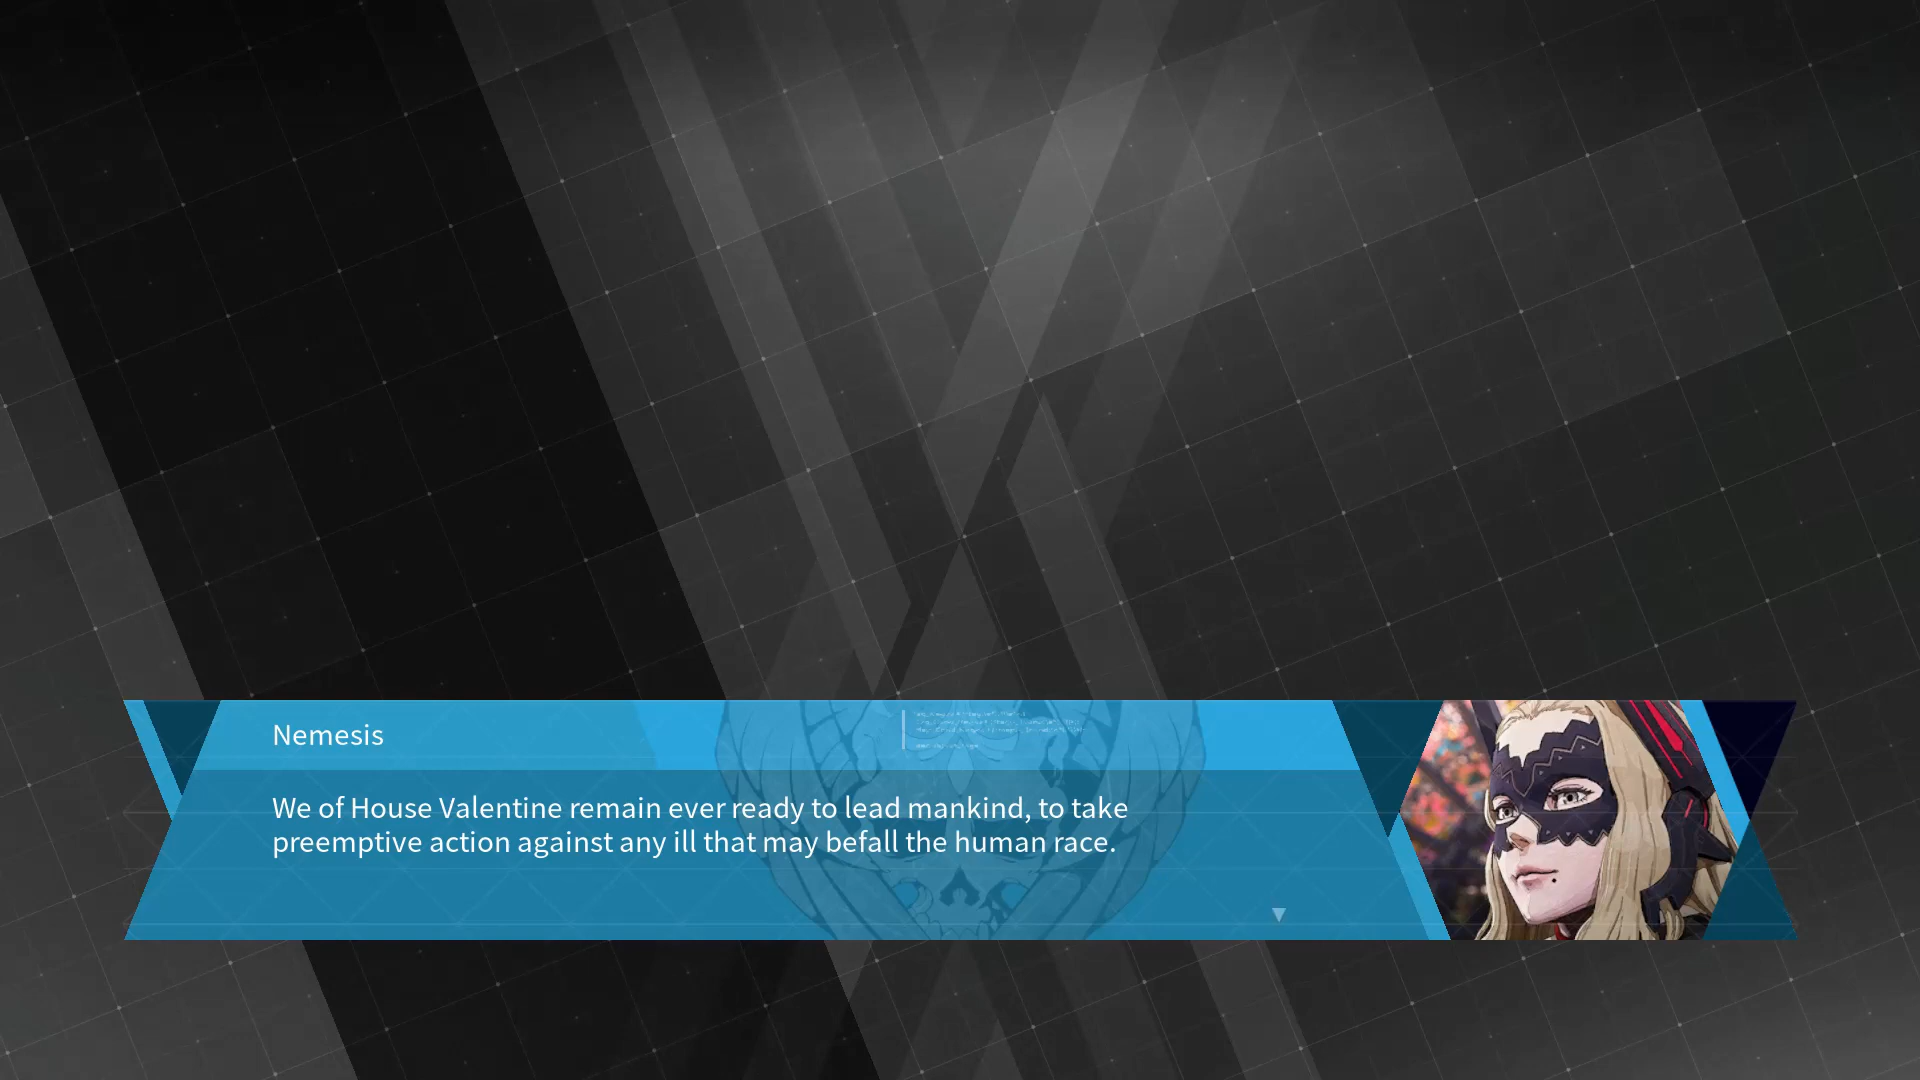 Nemesis
We of House Valentine remain ever ready to lead mankind, to take
preemptive action against any ill that may befall the human race.